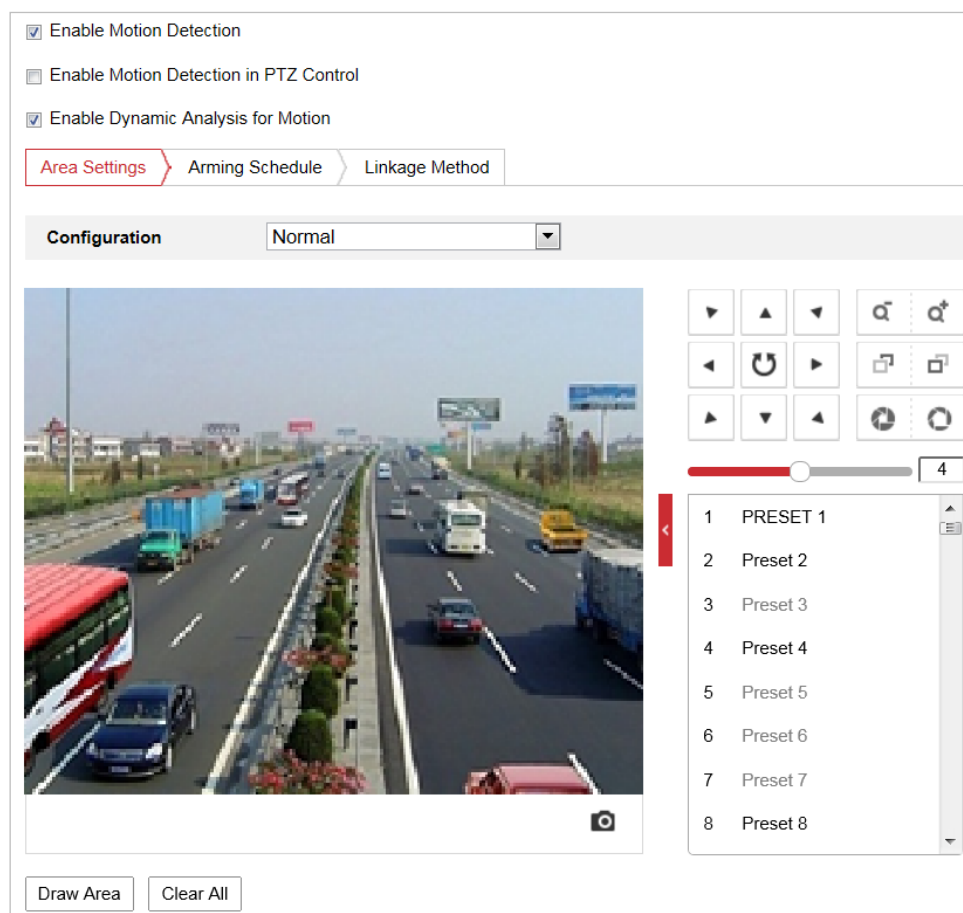 Enable Motion Detection
Enable Motion Detection in PTZ Control
Enable Dynamic Analysis for Motion
Area Settings Arming Schedule Linkage Method
Configuration Normal
4
1 PRESET 1
2 Preset 2
3 Preset 3
4 Preset 4
5 Preset 5
6 Preset 6
7 Preset 7
8 Preset 8
Draw Area Clear All